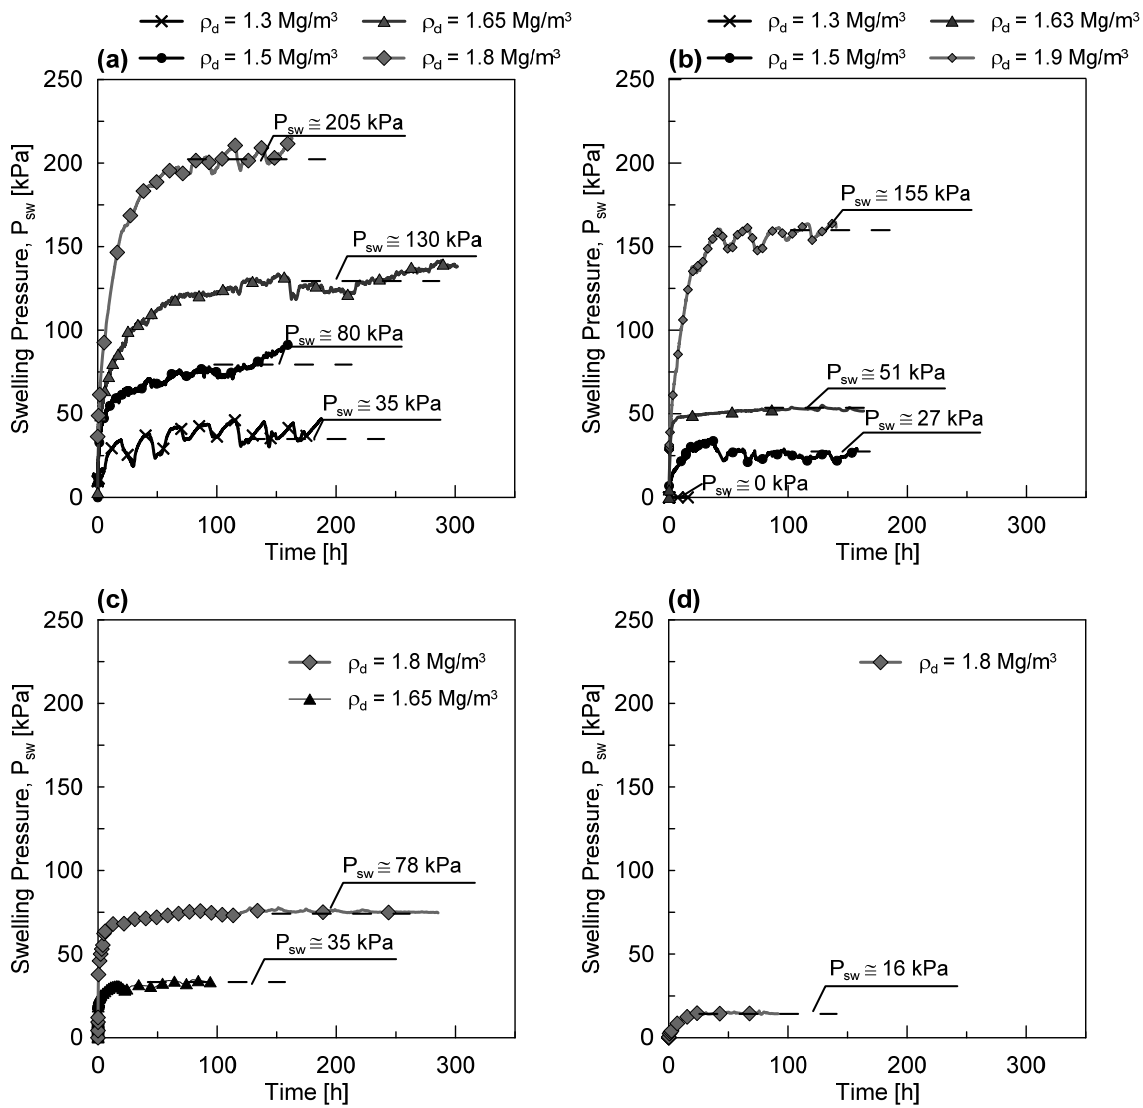 ρd = 1.3 Mg/m³ ρd = 1.65 Mg/m³
(a) ρd = 1.5 Mg/m³ ρd = 1.8 Mg/m³
250
200
150
100
50
0
Swelling Pressure, Psw [kPa]
Psw ≅ 205 kPa
Psw ≅ 130 kPa
Psw ≅ 80 kPa
Psw ≅ 35 kPa
0 100 200 300
Time [h]
ρd = 1.3 Mg/m³ ρd = 1.63 Mg/m³
(b) ρd = 1.5 Mg/m³ ρd = 1.9 Mg/m³
250
200
150
100
50
0
Swelling Pressure, Psw [kPa]
Psw ≅ 155 kPa
Psw ≅ 51 kPa
Psw ≅ 27 kPa
Psw ≅ 0 kPa
0 100 200 300
Time [h]
(c)
250
200
150
100
50
0
Swelling Pressure, Psw [kPa]
ρd = 1.8 Mg/m³
ρd = 1.65 Mg/m³
Psw ≅ 78 kPa
Psw ≅ 35 kPa
0 100 200 300
Time [h]
(d)
250
200
150
100
50
0
Swelling Pressure, Psw [kPa]
ρd = 1.8 Mg/m³
Psw ≅ 16 kPa
0 100 200 300
Time [h]